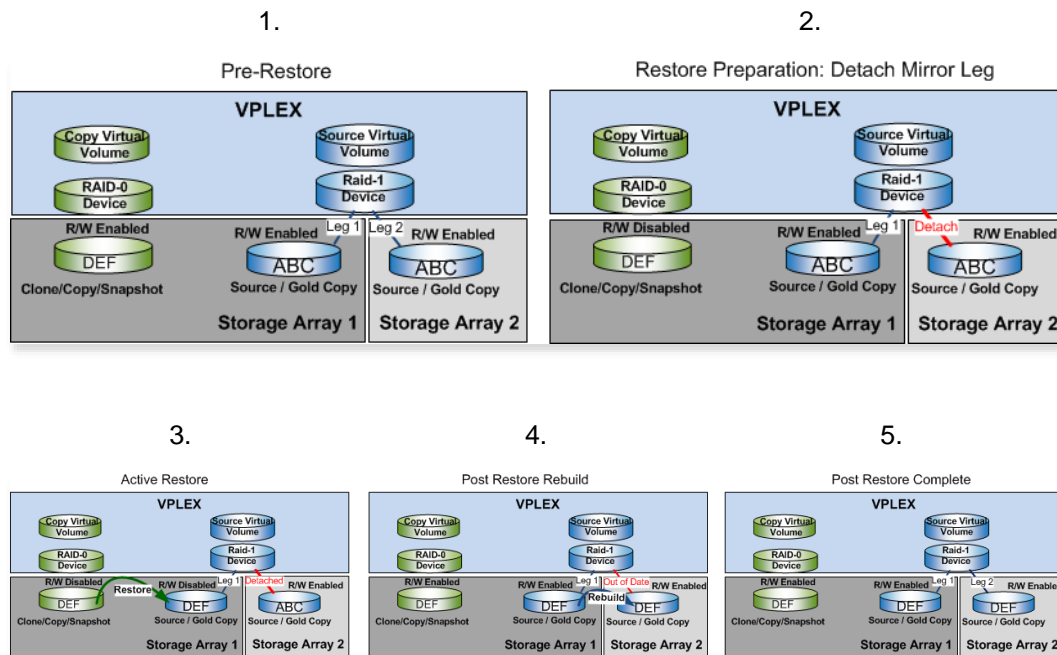 1.
Pre-Restore
VPLEX
Copy Virtual
Volume
Source Virtual
Volume
RAID-0
Device
Raid-1
Device
Leg 1
Leg 2
R/W Enabled
R/W Enabled
R/W Enabled
DEF
ABC
ABC
Clone/Copy/Snapshot
Source / Gold Copy
Source / Gold Copy
Storage Array 1
Storage Array 2
2.
Restore Preparation: Detach Mirror Leg
VPLEX
Copy Virtual
Volume
Source Virtual
Volume
RAID-0
Device
Raid-1
Device
Leg 1
Detach
R/W Disabled
R/W Enabled
R/W Enabled
DEF
ABC
ABC
Clone/Copy/Snapshot
Source / Gold Copy
Source / Gold Copy
Storage Array 1
Storage Array 2
3.
Active Restore
VPLEX
Copy Virtual
Volume
Source Virtual
Volume
RAID-0
Device
Raid-1
Device
R/W Disabled
R/W Disabled
Leg 1
Detached
R/W Enabled
Restore
DEF
DEF
ABC
Clone/Copy/Snapshot
Source / Gold Copy
Source / Gold Copy
Storage Array 1
Storage Array 2
4.
Post Restore Rebuild
VPLEX
Copy Virtual
Volume
Source Virtual
Volume
RAID-0
Device
Raid-1
Device
R/W Enabled
R/W Enabled
Leg 1
Out of Date
R/W Enabled
Rebuild
DEF
DEF
DEF
Clone/Copy/Snapshot
Source / Gold Copy
Source / Gold Copy
Storage Array 1
Storage Array 2
5.
Post Restore Complete
VPLEX
Copy Virtual
Volume
Source Virtual
Volume
RAID-0
Device
Raid-1
Device
R/W Enabled
R/W Enabled
Leg 1
Leg 2
R/W Enabled
DEF
DEF
DEF
Clone/Copy/Snapshot
Source / Gold Copy
Source / Gold Copy
Storage Array 1
Storage Array 2